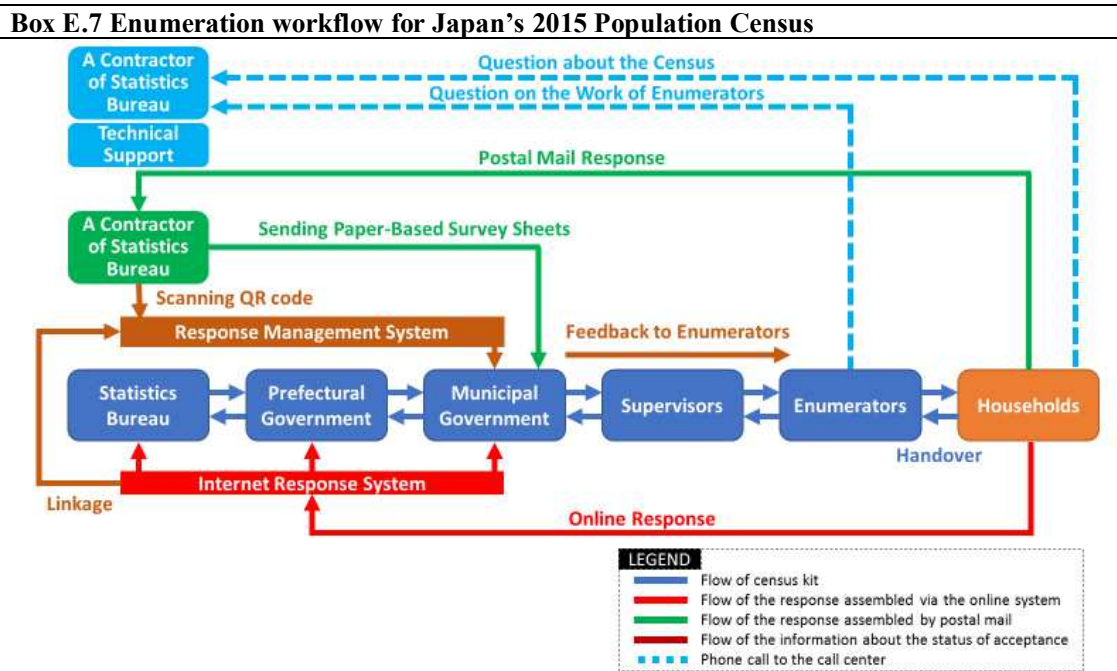 Box E.7 Enumeration workflow for Japan’s 2015 Population Census
A Contractor
of Statistics
Bureau
Question about the Census
Question on the Work of Enumerators
Technical
Support
Postal Mail Response
A Contractor
of Statistics
Bureau
Sending Paper-Based Survey Sheets
Scanning QR code
Response Management System
Feedback to Enumerators
Statistics
Bureau
Prefectural
Government
Municipal
Government
Supervisors
Enumerators
Households
Handover
Internet Response System
Linkage
Online Response
LEGEND
Flow of census kit
Flow of the response assembled via the online system
Flow of the response assembled by postal mail
Flow of the information about the status of acceptance
Phone call to the call center